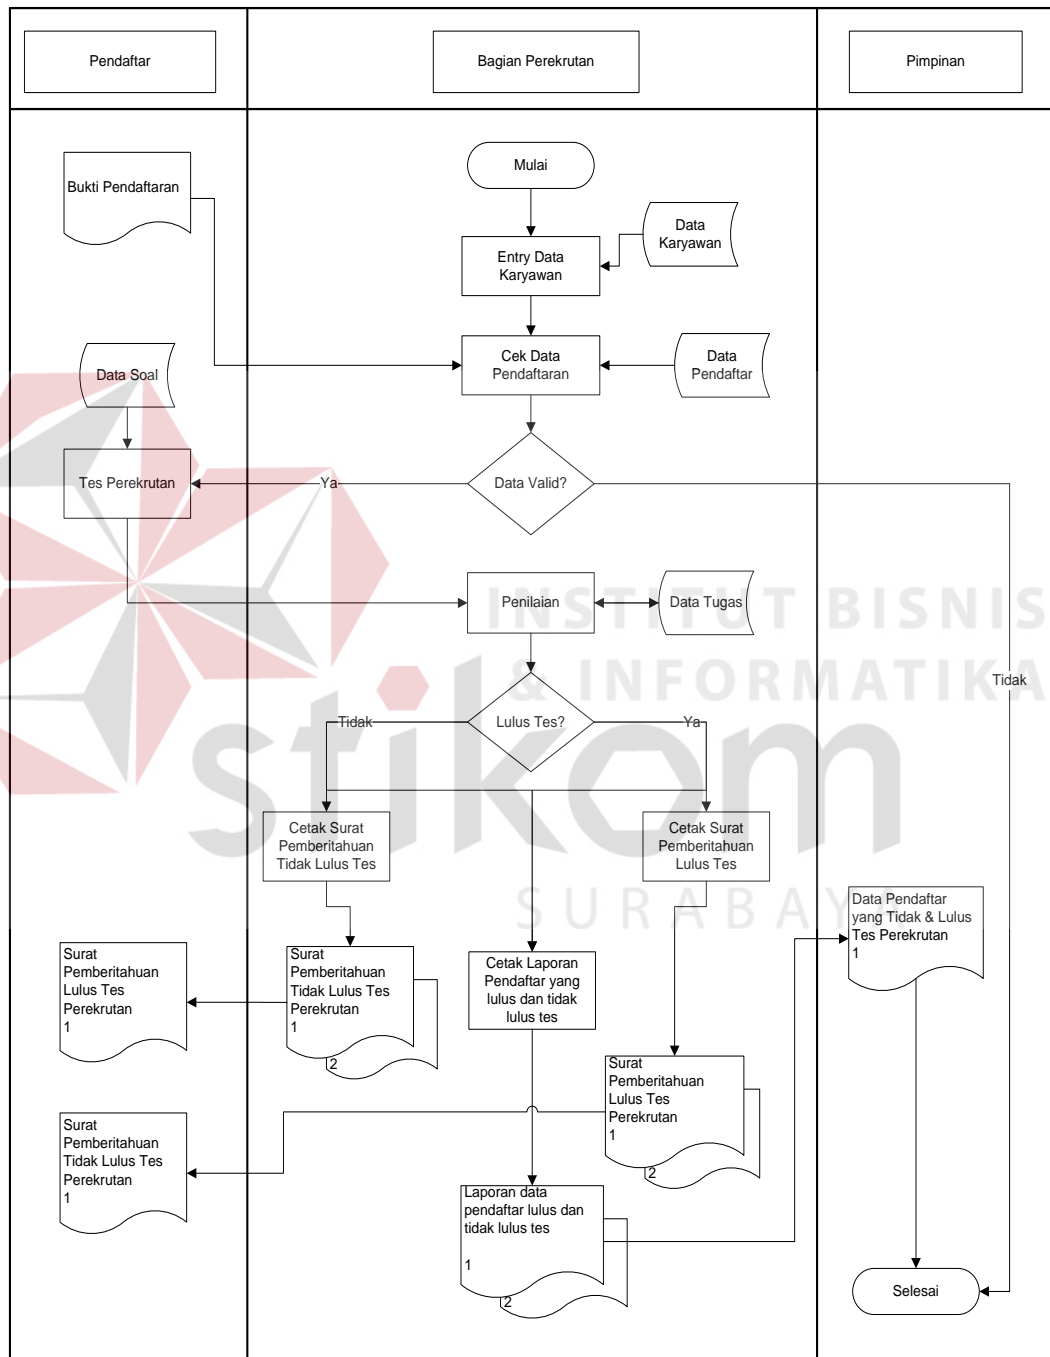 Pendaftar
Bagian Perekrutan
Pimpinan
Mulai
Bukti Pendaftaran
Data
Karyawan
Entry Data
Karyawan
Data Soal
Cek Data
Pendaftaran
Data
Pendaftar
Tes Perekrutan
Ya
Data Valid?
Penilaian
Data Tugas
INSTITUT BISNIS
& INFORMATIKA
Tidak
Tidak
Lulus Tes?
Ya
stikom
Cetak Surat
Pemberitahuan
Tidak Lulus Tes
Cetak Surat
Pemberitahuan
Lulus Tes
SURABAYA
Data Pendaftar
yang Tidak & Lulus
Tes Perekrutan
1
Surat
Pemberitahuan
Lulus Tes
Perekrutan
1
Surat
Pemberitahuan
Tidak Lulus Tes
Perekrutan
1
2
Cetak Laporan
Pendaftar yang
lulus dan tidak
lulus tes
Surat
Pemberitahuan
Lulus Tes
Perekrutan
1
2
Surat
Pemberitahuan
Tidak Lulus Tes
Perekrutan
1
Laporan data
pendaftar lulus dan
tidak lulus tes
1
2
Selesai